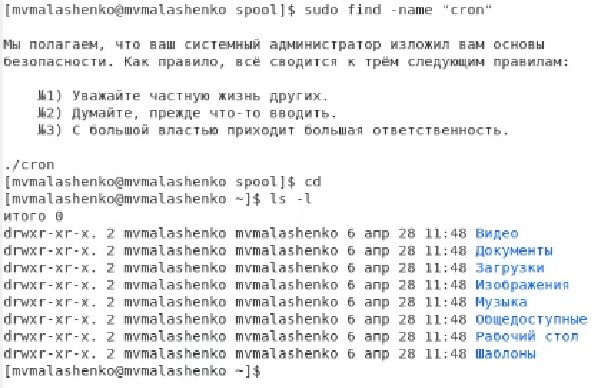 [mvmalashenko@mvmalashenko spool]$ sudo find -name "cron"
Мы полагаем, что ваш системный администратор изложил вам основы
безопасности. Как правило, всё сводится к трём следующим правилам:
№1) Уважайте частную жизнь других.
№2) Думайте, прежде что-то вводить.
№3) С большой властью приходит большая ответственность.
./cron
[mvmalashenko@mvmalashenko spool]$ cd
[mvmalashenko@mvmalashenko ~]$ ls -l
итого 0
drwxr-xr-x. 2 mvmalashenko mvmalashenko 6 апр 28 11:48 Видео
drwxr-xr-x. 2 mvmalashenko mvmalashenko 6 апр 28 11:48 Документы
drwxr-xr-x. 2 mvmalashenko mvmalashenko 6 апр 28 11:48 Загрузки
drwxr-xr-x. 2 mvmalashenko mvmalashenko 6 апр 28 11:48 Изображения
drwxr-xr-x. 2 mvmalashenko mvmalashenko 6 апр 28 11:48 Музыка
drwxr-xr-x. 2 mvmalashenko mvmalashenko 6 апр 28 11:48 Общедоступные
drwxr-xr-x. 2 mvmalashenko mvmalashenko 6 апр 28 11:48 Рабочий стол
drwxr-xr-x. 2 mvmalashenko mvmalashenko 6 апр 28 11:48 Шаблоны
[mvmalashenko@mvmalashenko ~]$